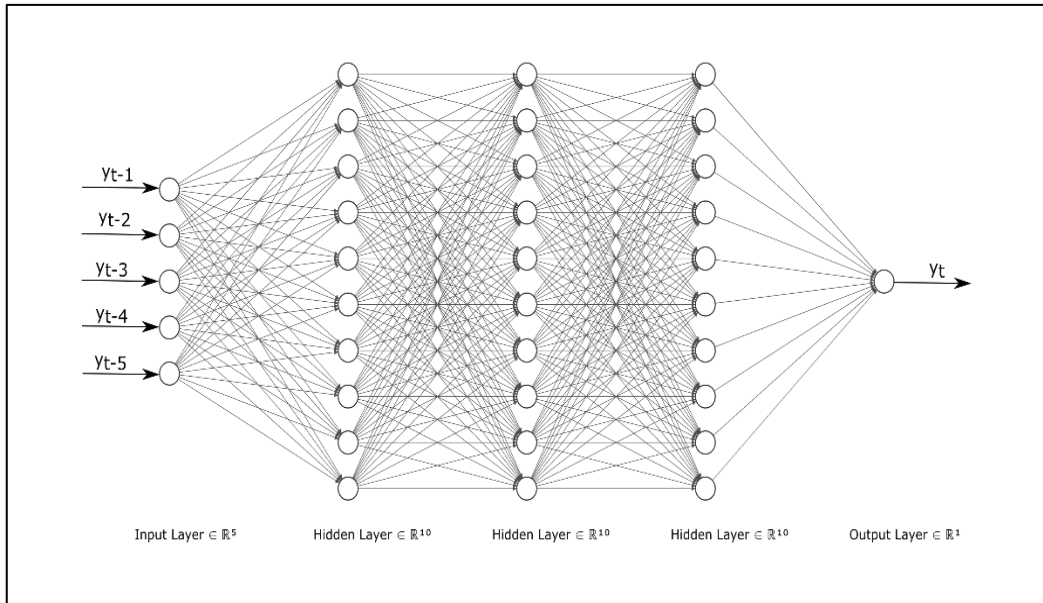 yt-1
yt-2
yt-3
yt-4
yt-5
yt
Input Layer ∈ ℝ⁵
Hidden Layer ∈ ℝ¹⁰
Hidden Layer ∈ ℝ¹⁰
Hidden Layer ∈ ℝ¹⁰
Output Layer ∈ ℝ¹